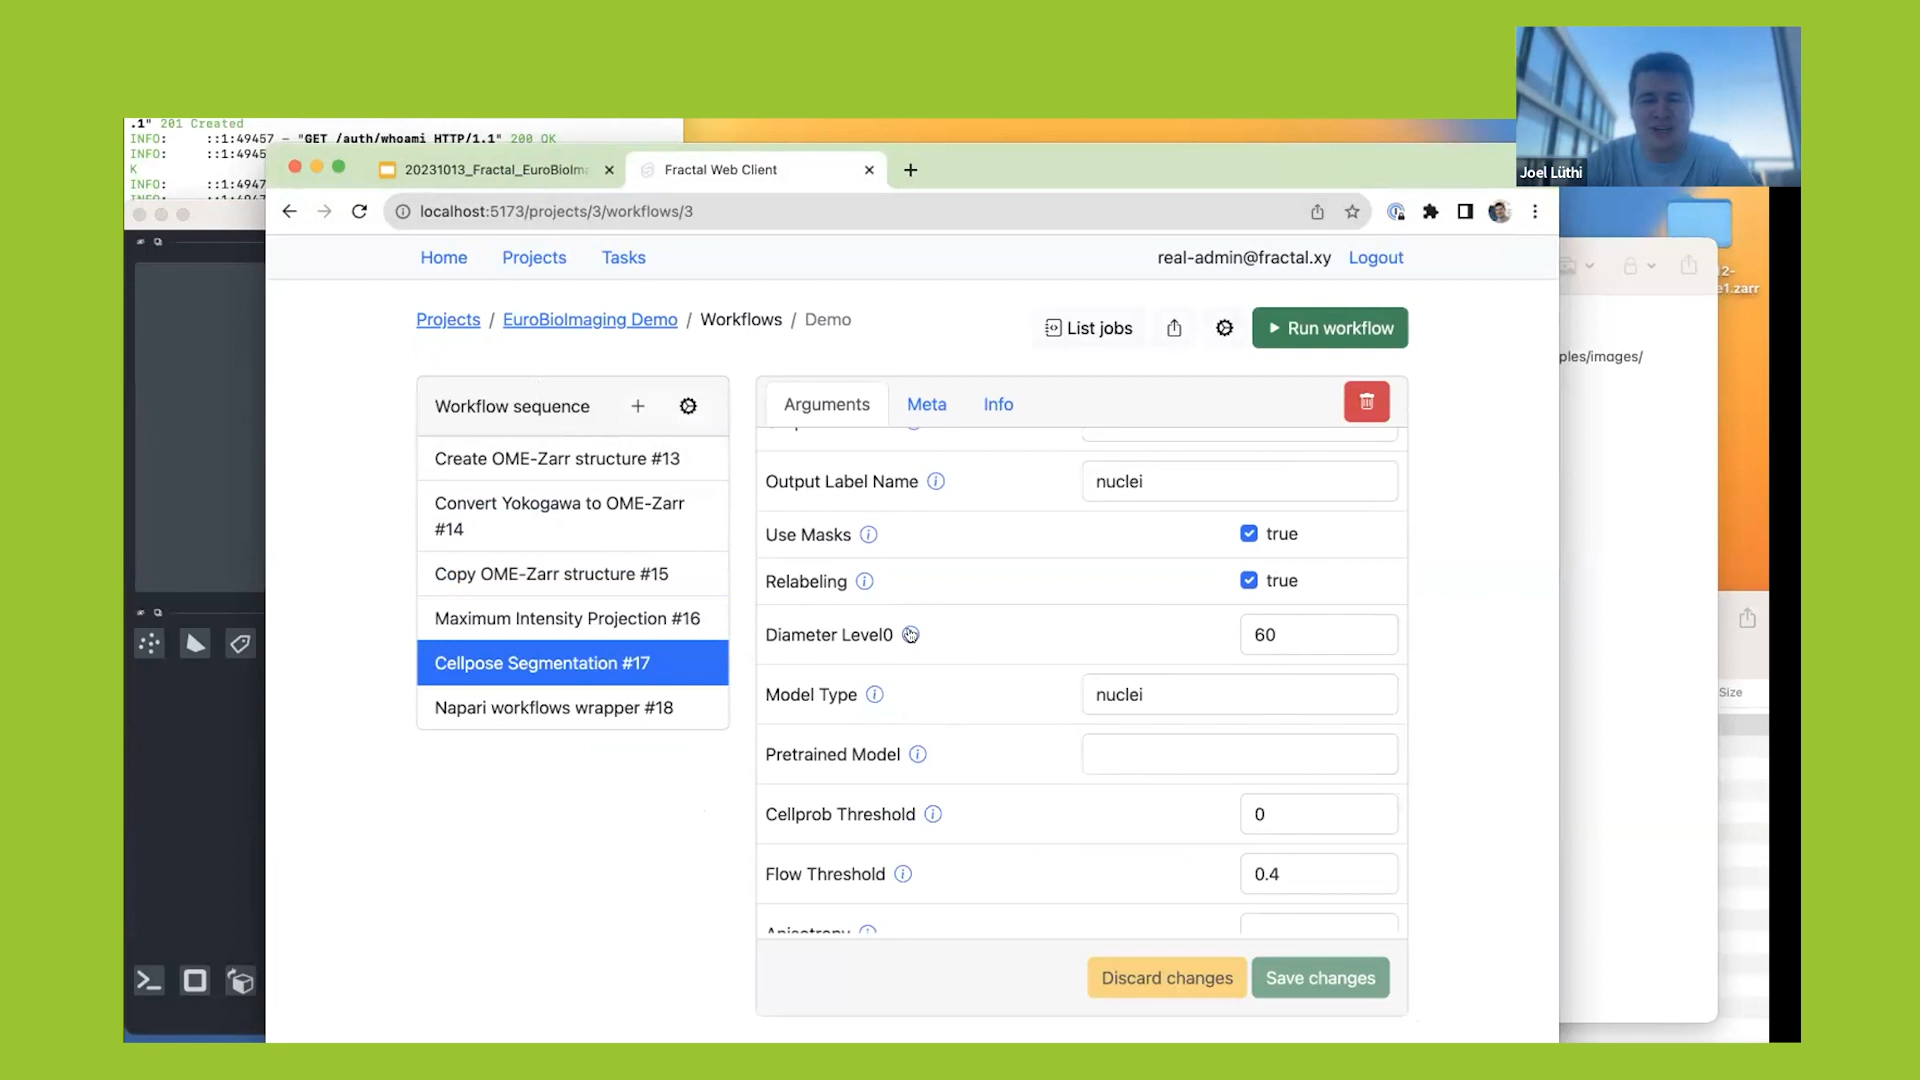 .1" 201 Created
INFO: ::1:49457 - "GET /auth/whoami HTTP/1.1" 200 OK
INFO: ::1:4945
K
INFO: ::1:4947
20231013_Fractal_EuroBioIma
Fractal Web Client
Joel Lüthi
localhost:5173/projects/3/workflows/3
Home Projects Tasks
real-admin@fractal.xy Logout
e1.zarr
Projects / EuroBioImaging Demo / Workflows / Demo
List jobs
Run workflow
ples/images/
Workflow sequence
Create OME-Zarr structure #13
Convert Yokogawa to OME-Zarr
#14
Copy OME-Zarr structure #15
Maximum Intensity Projection #16
Cellpose Segmentation #17
Napari workflows wrapper #18
Arguments Meta Info
Output Label Name nuclei
Use Masks true
Relabeling true
Diameter Level0 60
Model Type nuclei
Pretrained Model
Cellprob Threshold 0
Flow Threshold 0.4
Anisotropy
Discard changes Save changes
Size